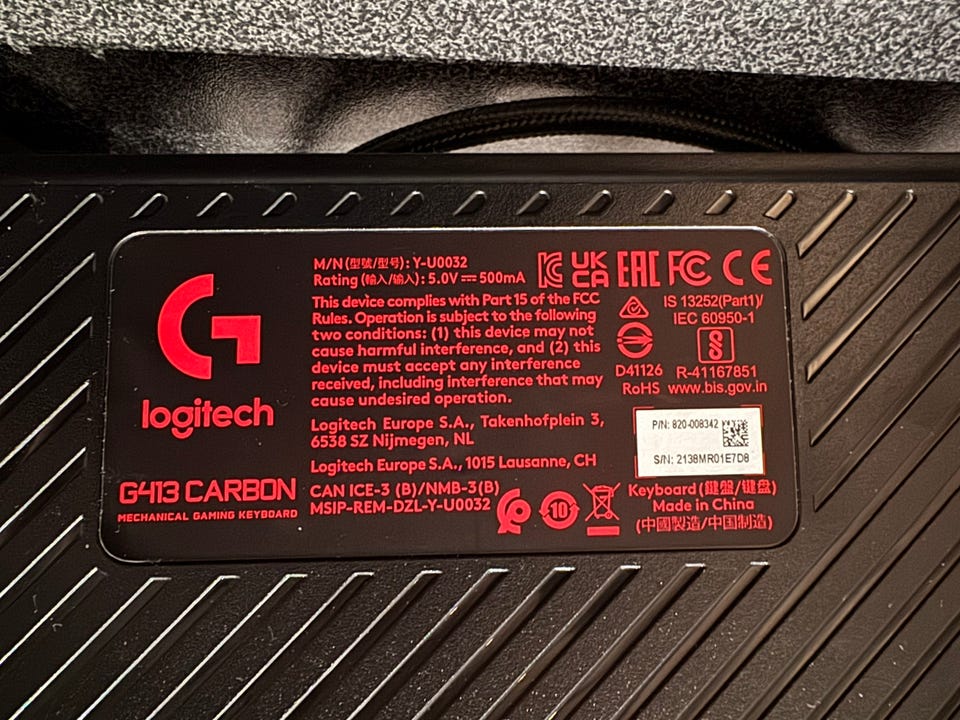 logitech
G413 CARBON
MECHANICAL GAMING KEYBOARD
M/N (型號/型号) : Y-U0032
Rating (輸入/输入) : 5.0V ⎓ 500mA
This device complies with Part 15 of the FCC
Rules. Operation is subject to the following
two conditions: (1) this device may not
cause harmful interference, and (2) this
device must accept any interference
received, including interference that may
cause undesired operation.
Logitech Europe S.A., Takenhofplein 3,
6538 SZ Nijmegen, NL
Logitech Europe S.A., 1015 Lausanne, CH
CAN ICE-3 (B)/NMB-3(B)
MSIP-REM-DZL-Y-U0032
10
UK CA EAC FC CE
D41126
RoHS
IS 13252(Part1)/
IEC 60950-1
R-41167851
www.bis.gov.in
P/N: 820-008342
S/N: 2138MR01E7D8
Keyboard (鍵盤/键盘)
Made in China
(中國製造/中国制造)